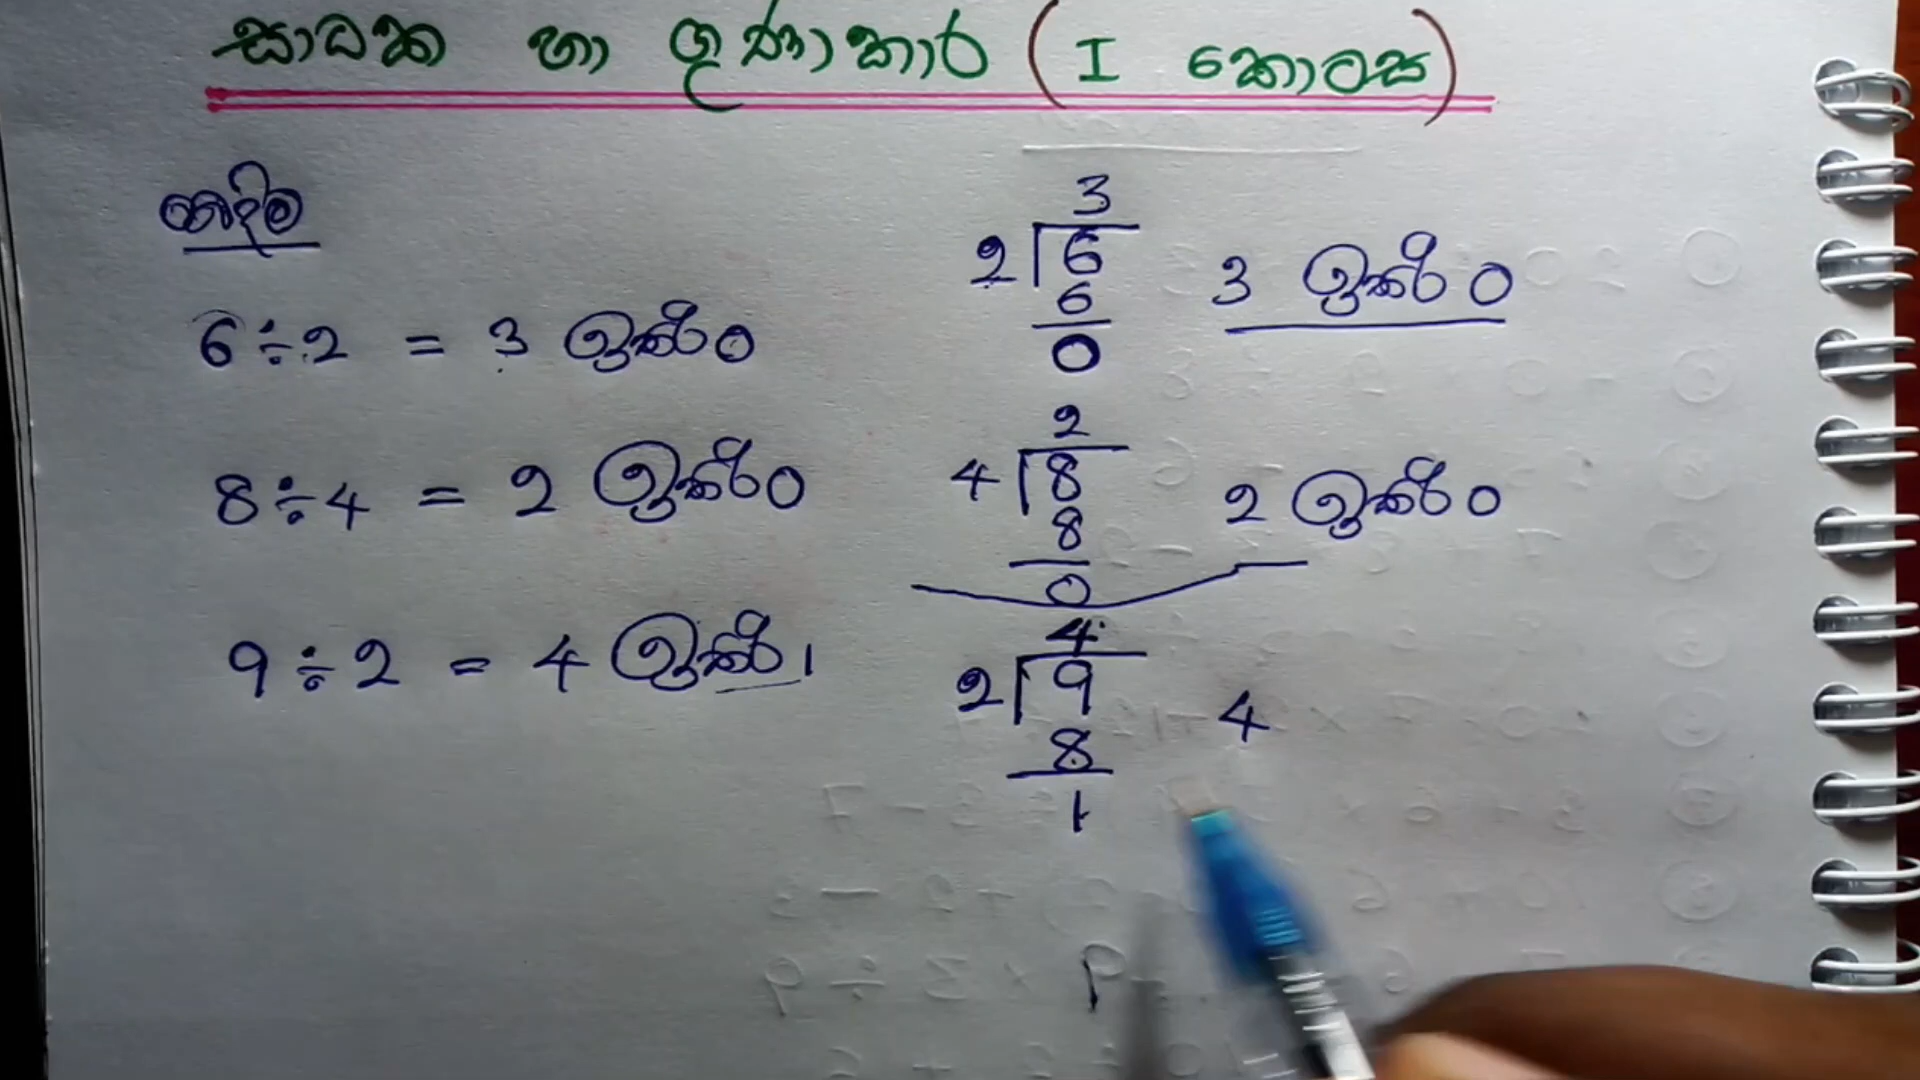 සාධක හා ගුණාකාර (I කොටස)
බෙදීම
6 ÷ 2 = 3 ඉතිරි 0
8 ÷ 4 = 2 ඉතිරි 0
9 ÷ 2 = 4 ඉතිරි 1
3
2 6 3 ඉතිරි 0
6
0
2
4 8 2 ඉතිරි 0
8
0
4
2 9 4
8
1